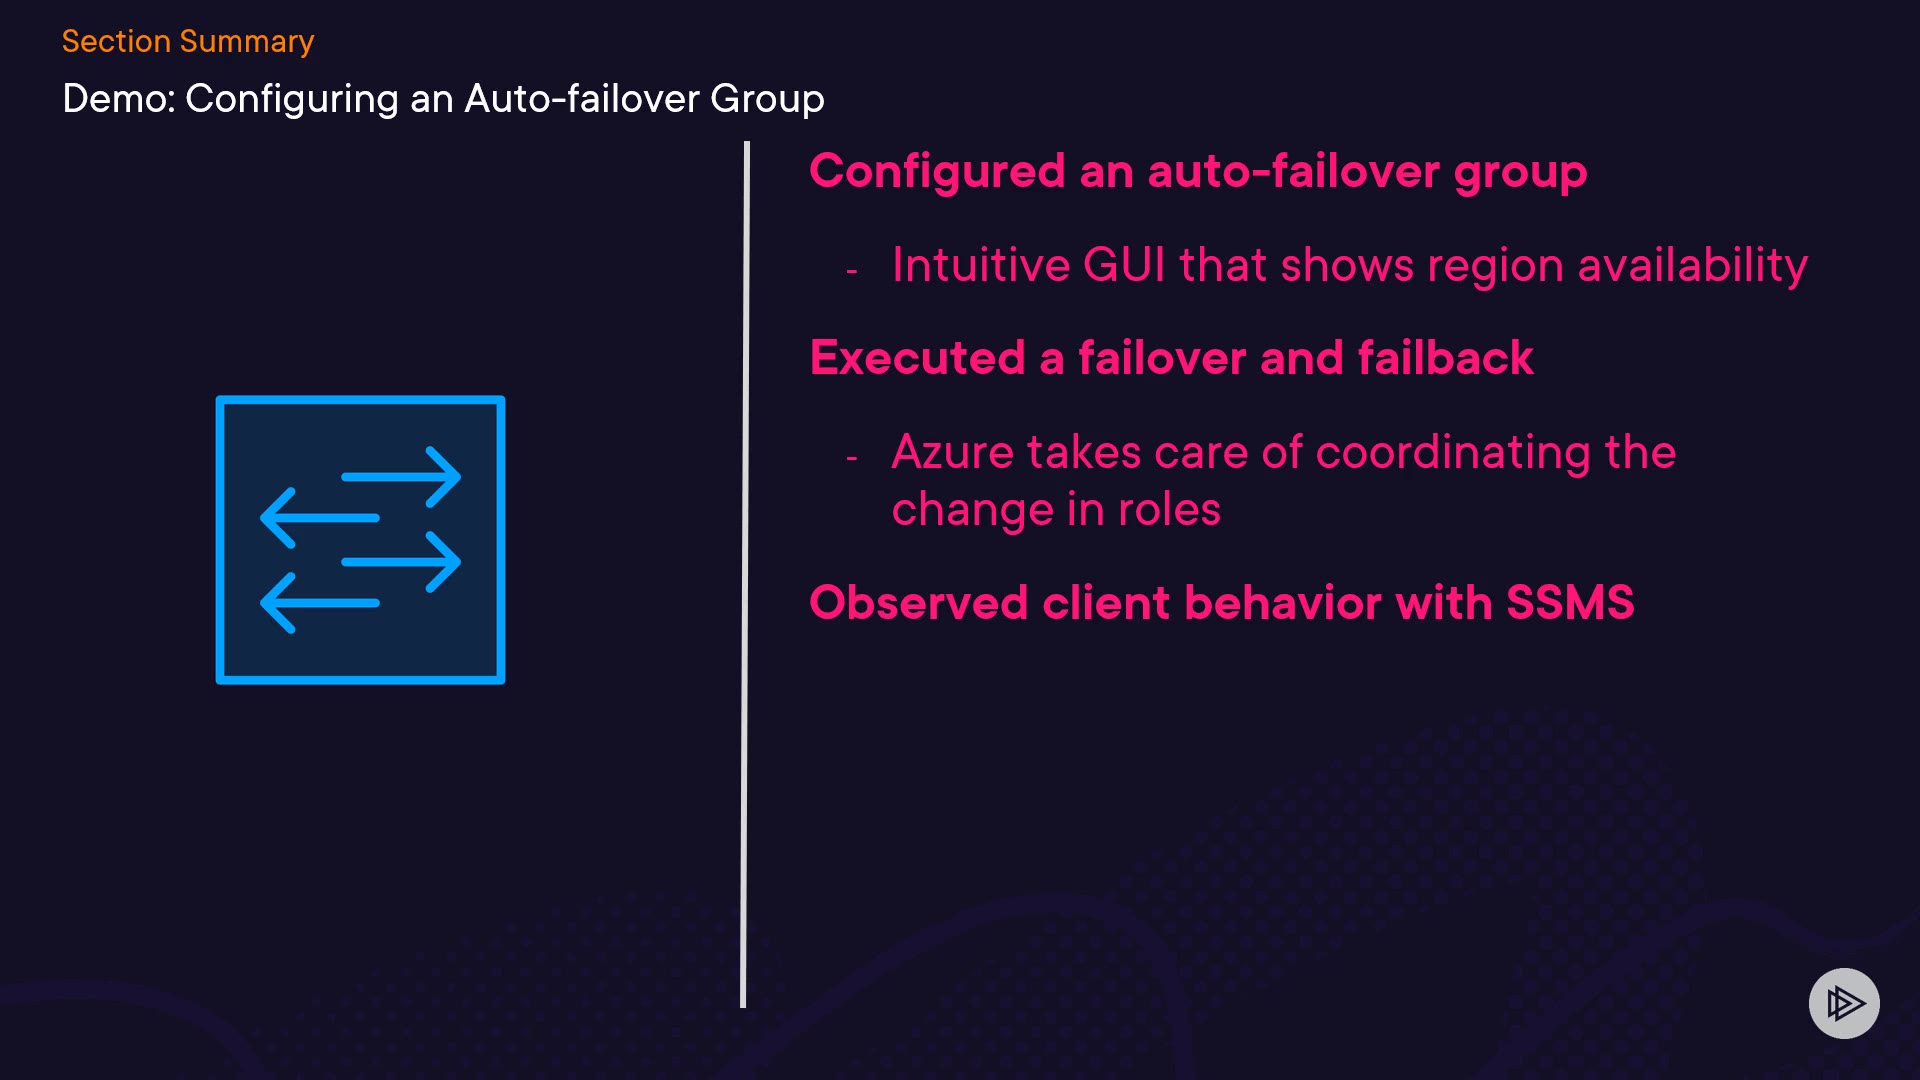 Section Summary
Demo: Configuring an Auto-failover Group
Configured an auto-failover group
- Intuitive GUI that shows region availability
Executed a failover and failback
- Azure takes care of coordinating the
change in roles
Observed client behavior with SSMS